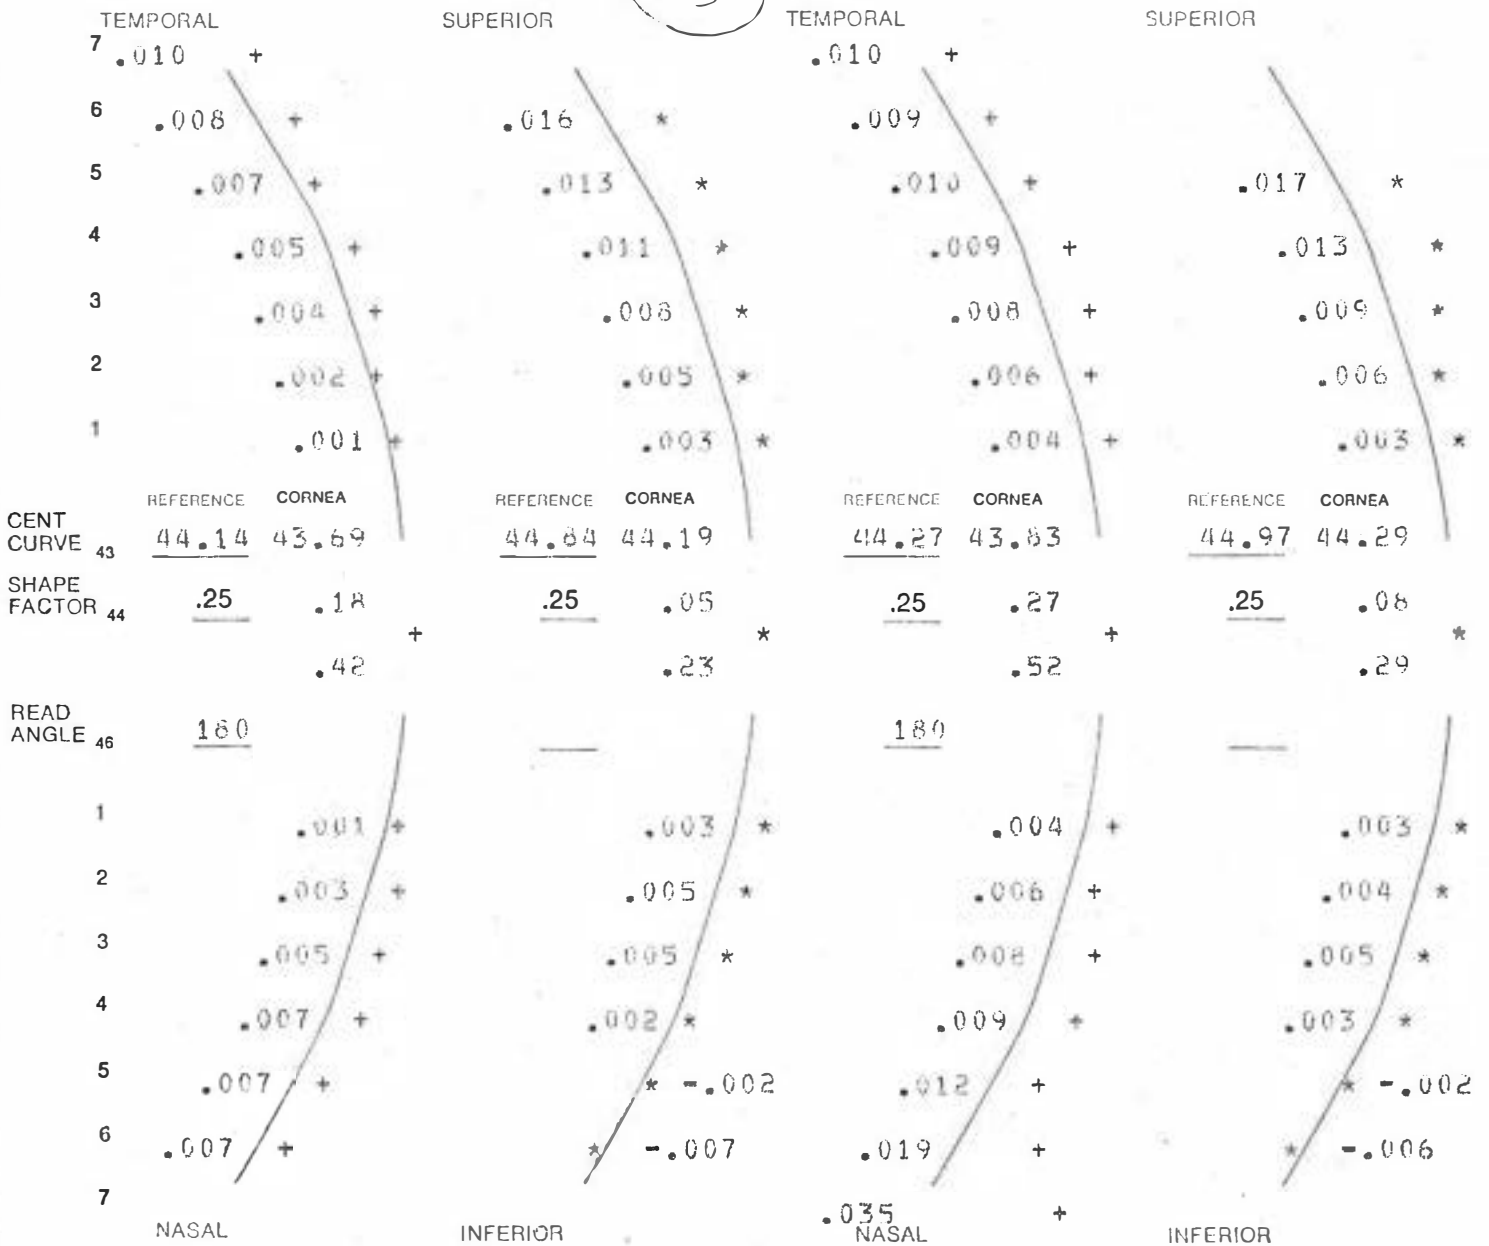 TEMPORAL SUPERIOR TEMPORAL SUPERIOR
7 .010 + .010 +
6 .008 + .016 * .009 +
5 .007 + .013 * .010 + .017 *
4 .005 + .011 * .009 + .013 *
3 .004 + .008 * .008 + .009 *
2 .002 + .005 * .006 + .006 *
1 .001 + .003 * .004 + .003 *
REFERENCE CORNEA REFERENCE CORNEA REFERENCE CORNEA REFERENCE CORNEA
CENT
CURVE 43 44.14 43.69 44.64 44.19 44.27 43.83 44.97 44.29
SHAPE
FACTOR 44 .25 .18 .25 .05 .25 .27 .25 .08
+ * + *
.42 .23 .52 .29
READ
ANGLE 46 180 180
1 .001 + .003 * .004 + .003 *
2 .003 + .005 * .006 + .004 *
3 .005 + .005 * .008 + .005 *
4 .007 + .002 * .009 + .003 *
5 .007 + * -.002 .012 + * -.002
6 .007 + * -.007 .019 + * -.006
7 .035 +
NASAL INFERIOR NASAL INFERIOR